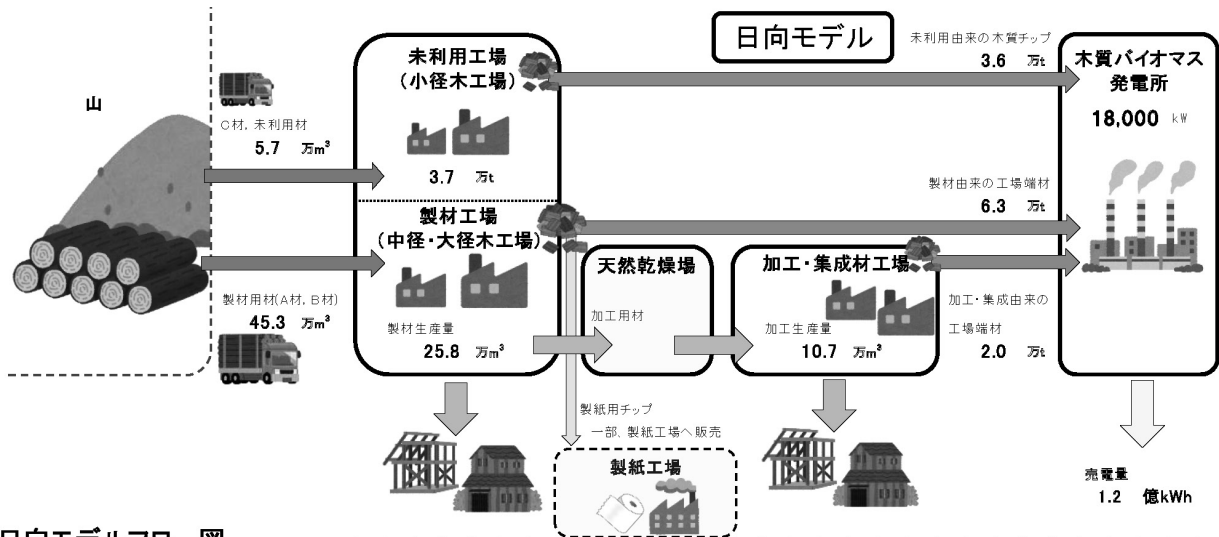 日向モデル
山
C材, 未利用材
5.7 万m³
製材用材(A材, B材)
45.3 万m³
未利用工場
(小径木工場)
3.7 万t
製材工場
(中径・大径木工場)
製材生産量
25.8 万m³
未利用由来の木質チップ
3.6 万t
製材由来の工場端材
6.3 万t
天然乾燥場
加工用材
加工・集成材工場
加工生産量
10.7 万m³
加工・集成由来の
工場端材
2.0 万t
木質バイオマス
発電所
18,000 kW
製紙用チップ
一部、製紙工場へ販売
製紙工場
売電量
1.2 億kWh
日向モデルフロー図